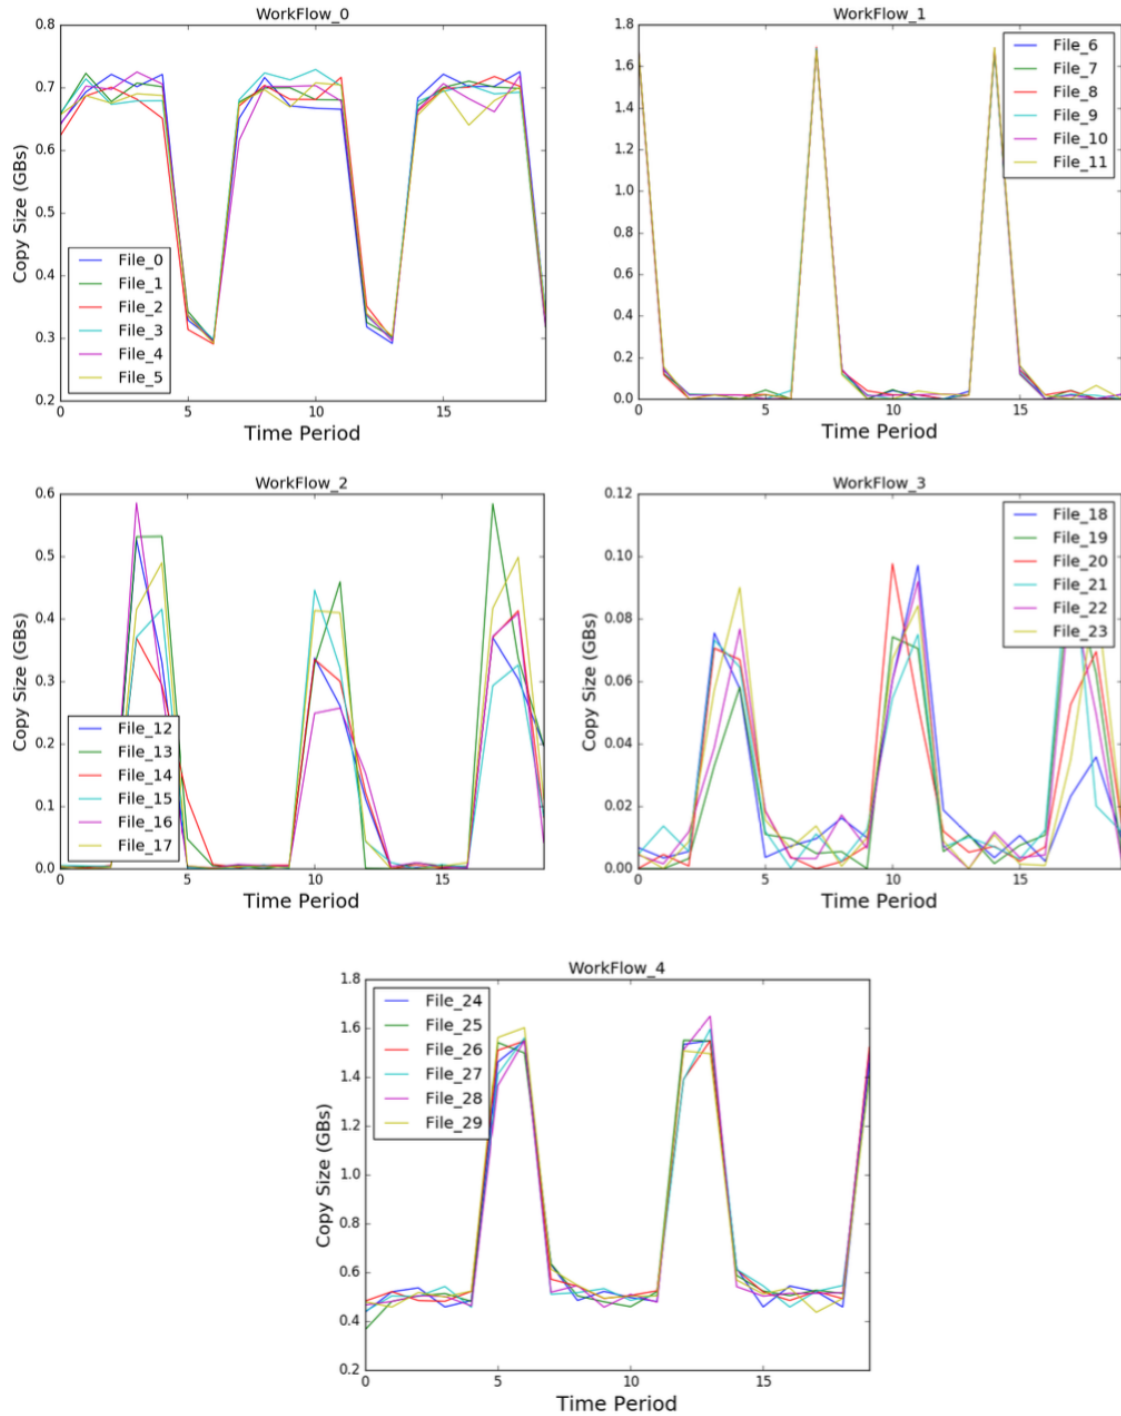 WorkFlow_0
0.8
0.7
0.6
0.5
0.4
0.3
0.2
Copy Size (GBs)
File_0
File_1
File_2
File_3
File_4
File_5
0 5 10 15
Time Period
WorkFlow_1
1.8
1.6
1.4
1.2
1.0
0.8
0.6
0.4
0.2
0.0
File_6
File_7
File_8
File_9
File_10
File_11
0 5 10 15
Time Period
WorkFlow_2
0.6
0.5
0.4
0.3
0.2
0.1
0.0
Copy Size (GBs)
File_12
File_13
File_14
File_15
File_16
File_17
0 5 10 15
Time Period
WorkFlow_3
0.12
0.10
0.08
0.06
0.04
0.02
0.00
Copy Size (GBs)
File_18
File_19
File_20
File_21
File_22
File_23
0 5 10 15
Time Period
WorkFlow_4
1.8
1.6
1.4
1.2
1.0
0.8
0.6
0.4
0.2
Copy Size (GBs)
File_24
File_25
File_26
File_27
File_28
File_29
0 5 10 15
Time Period